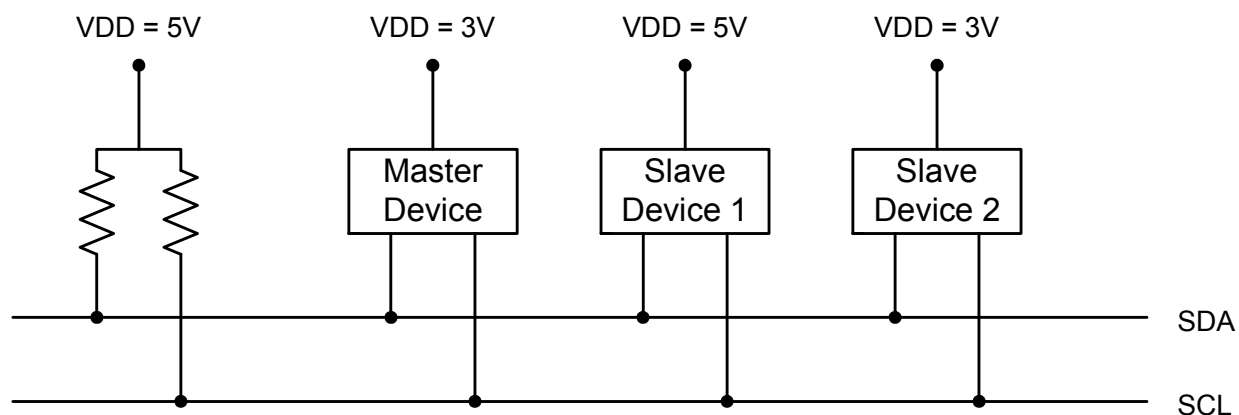 VDD = 5V
VDD = 3V
VDD = 5V
VDD = 3V
Master
Device
Slave
Device 1
Slave
Device 2
SDA
SCL